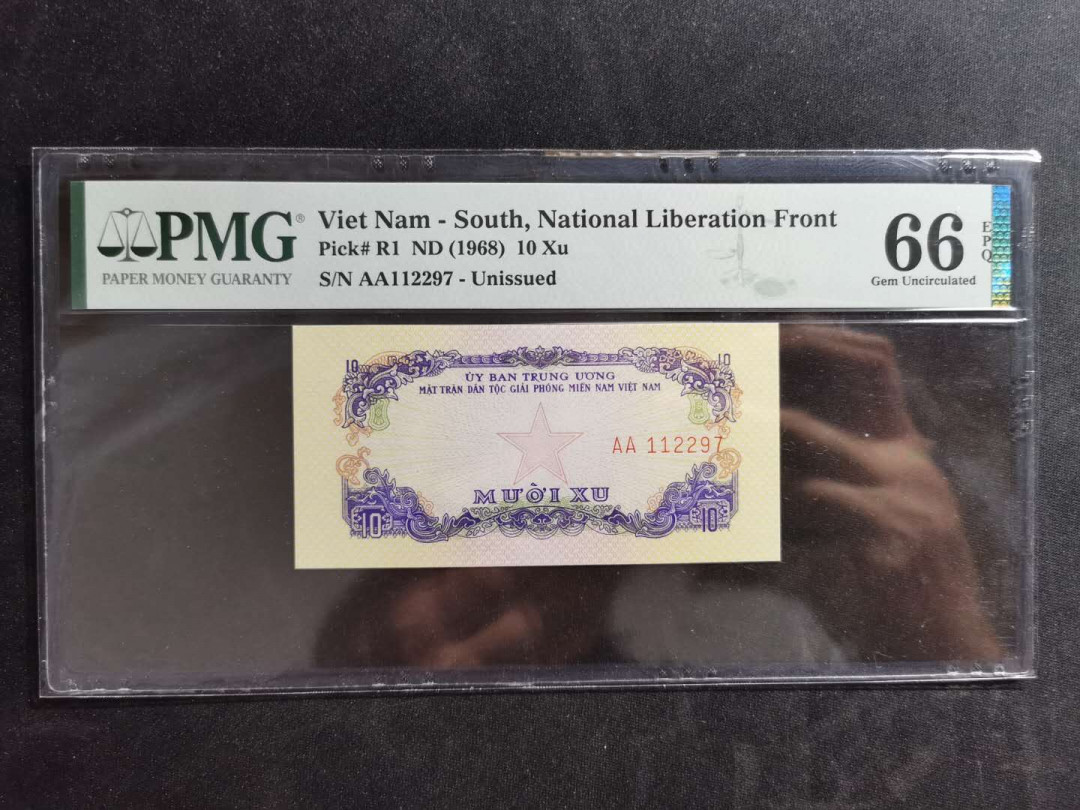 PMG®
PAPER MONEY GUARANTY
Viet Nam - South, National Liberation Front
Pick# R1 ND (1968) 10 Xu
S/N AA112297 - Unissued
66
EPQ
Gem Uncirculated
10 10
ỦY BAN TRUNG ƯƠNG
MẶT TRẬN DÂN TỘC GIẢI PHÓNG MIỀN NAM VIỆT NAM
AA 112297
MƯỜI XU
10 10